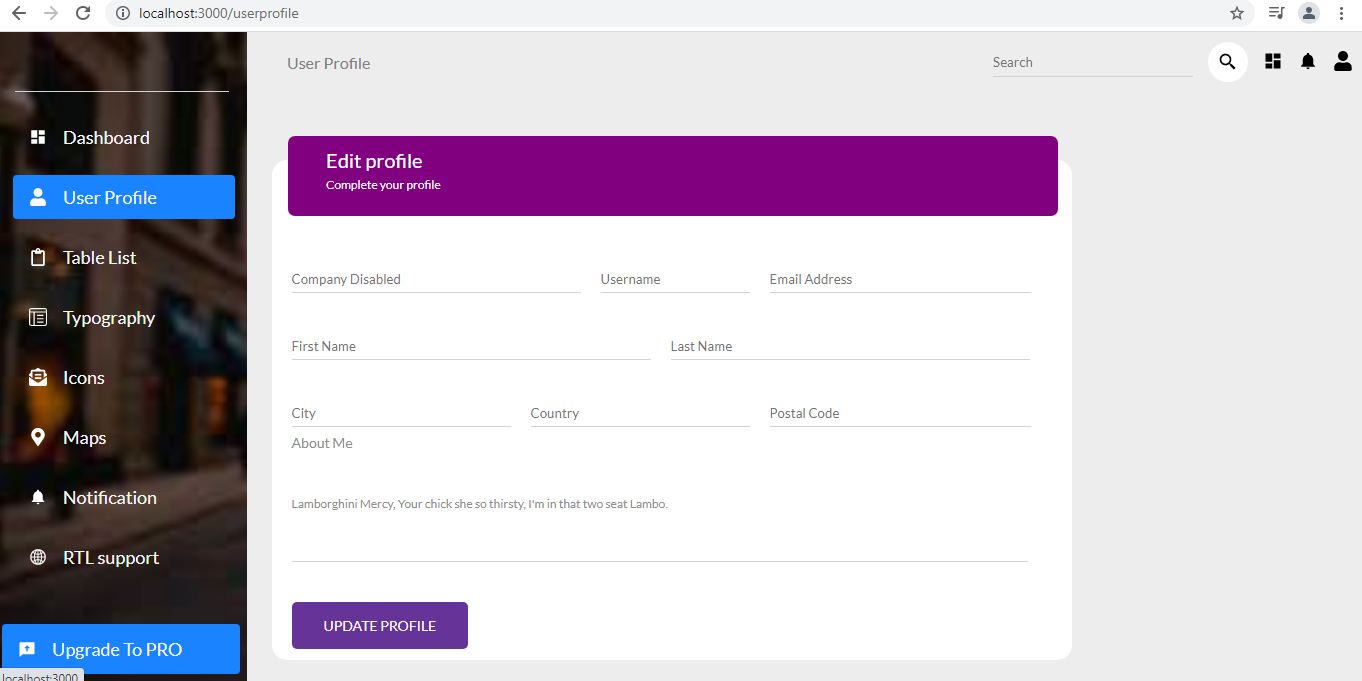 localhost:3000/userprofile
User Profile
Search
Dashboard
User Profile
Table List
Typography
Icons
Maps
Notification
RTL support
Upgrade To PRO
localhost:3000
Edit profile
Complete your profile
Company Disabled Username Email Address
First Name Last Name
City Country Postal Code
About Me
Lamborghini Mercy, Your chick she so thirsty, I'm in that two seat Lambo.
UPDATE PROFILE